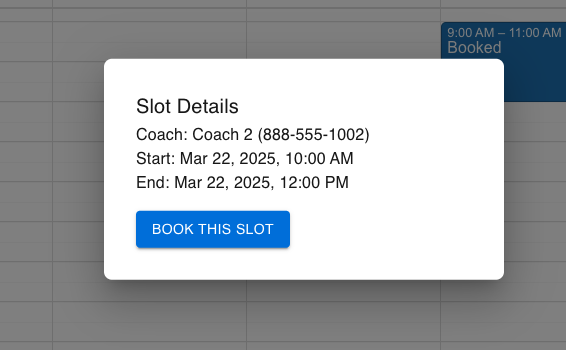 9:00 AM – 11:00 AM
Booked
Slot Details
Coach: Coach 2 (888-555-1002)
Start: Mar 22, 2025, 10:00 AM
End: Mar 22, 2025, 12:00 PM
BOOK THIS SLOT